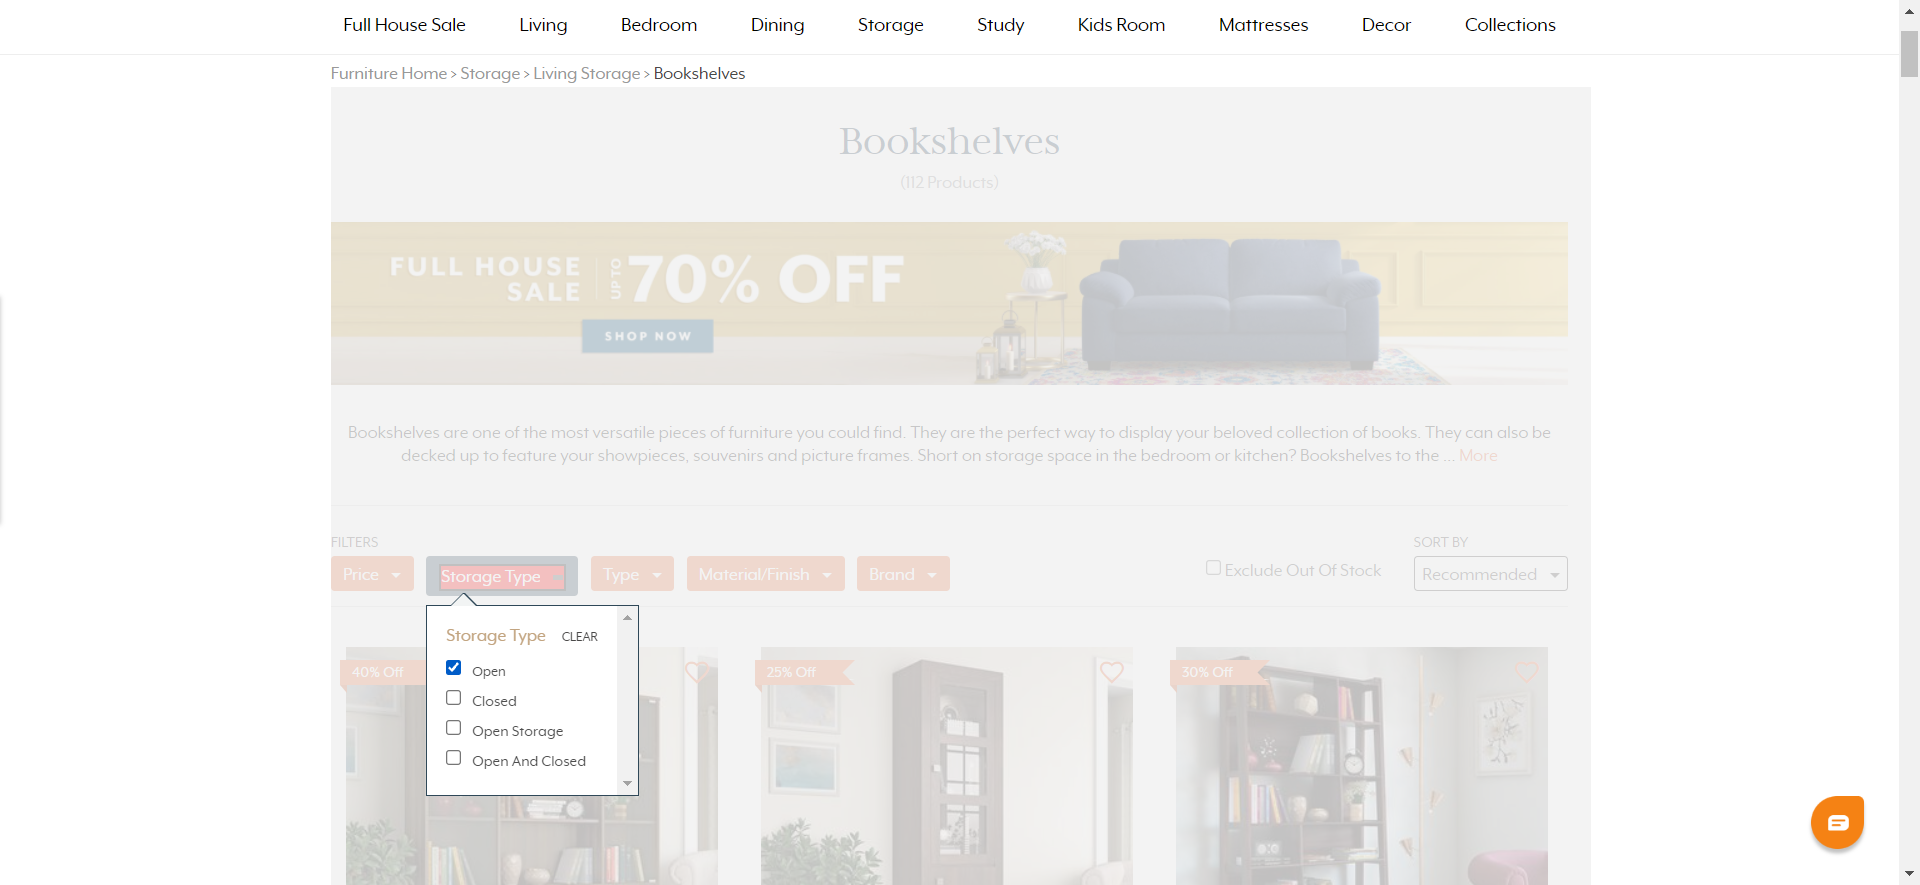 Full House Sale Living Bedroom Dining Storage Study Kids Room Mattresses Decor Collections
Furniture Home > Storage > Living Storage > Bookshelves
Bookshelves
(112 Products)
FULL HOUSE SALE UP TO 70% OFF
SHOP NOW
Bookshelves are one of the most versatile pieces of furniture you could find. They are the perfect way to display your beloved collection of books. They can also be
decked up to feature your showpieces, souvenirs and picture frames. Short on storage space in the bedroom or kitchen? Bookshelves to the ... More
FILTERS SORT BY
Price Storage Type Type Material/Finish Brand Exclude Out Of Stock Recommended
Storage Type CLEAR
Open
Closed
Open Storage
Open And Closed
40% Off 25% Off 30% Off